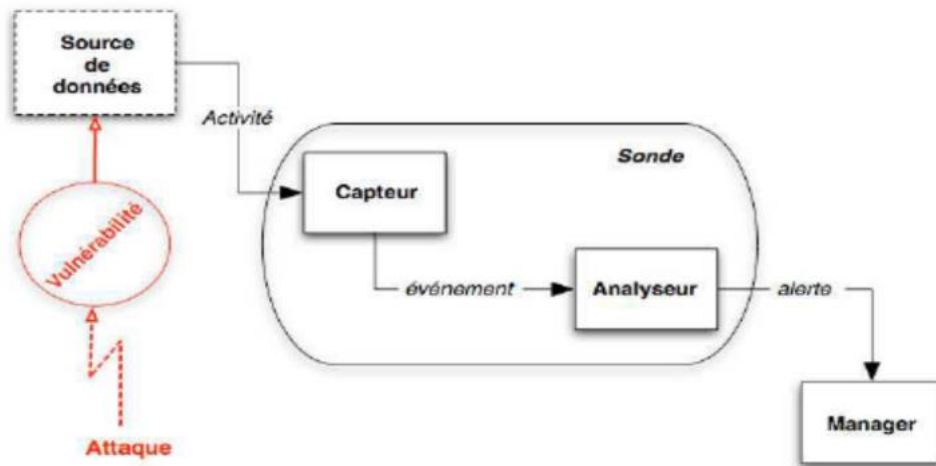 Source
de
données
Activité
Sonde
Capteur
Vulnérabilité
événement
Analyseur
alerte
Manager
Attaque